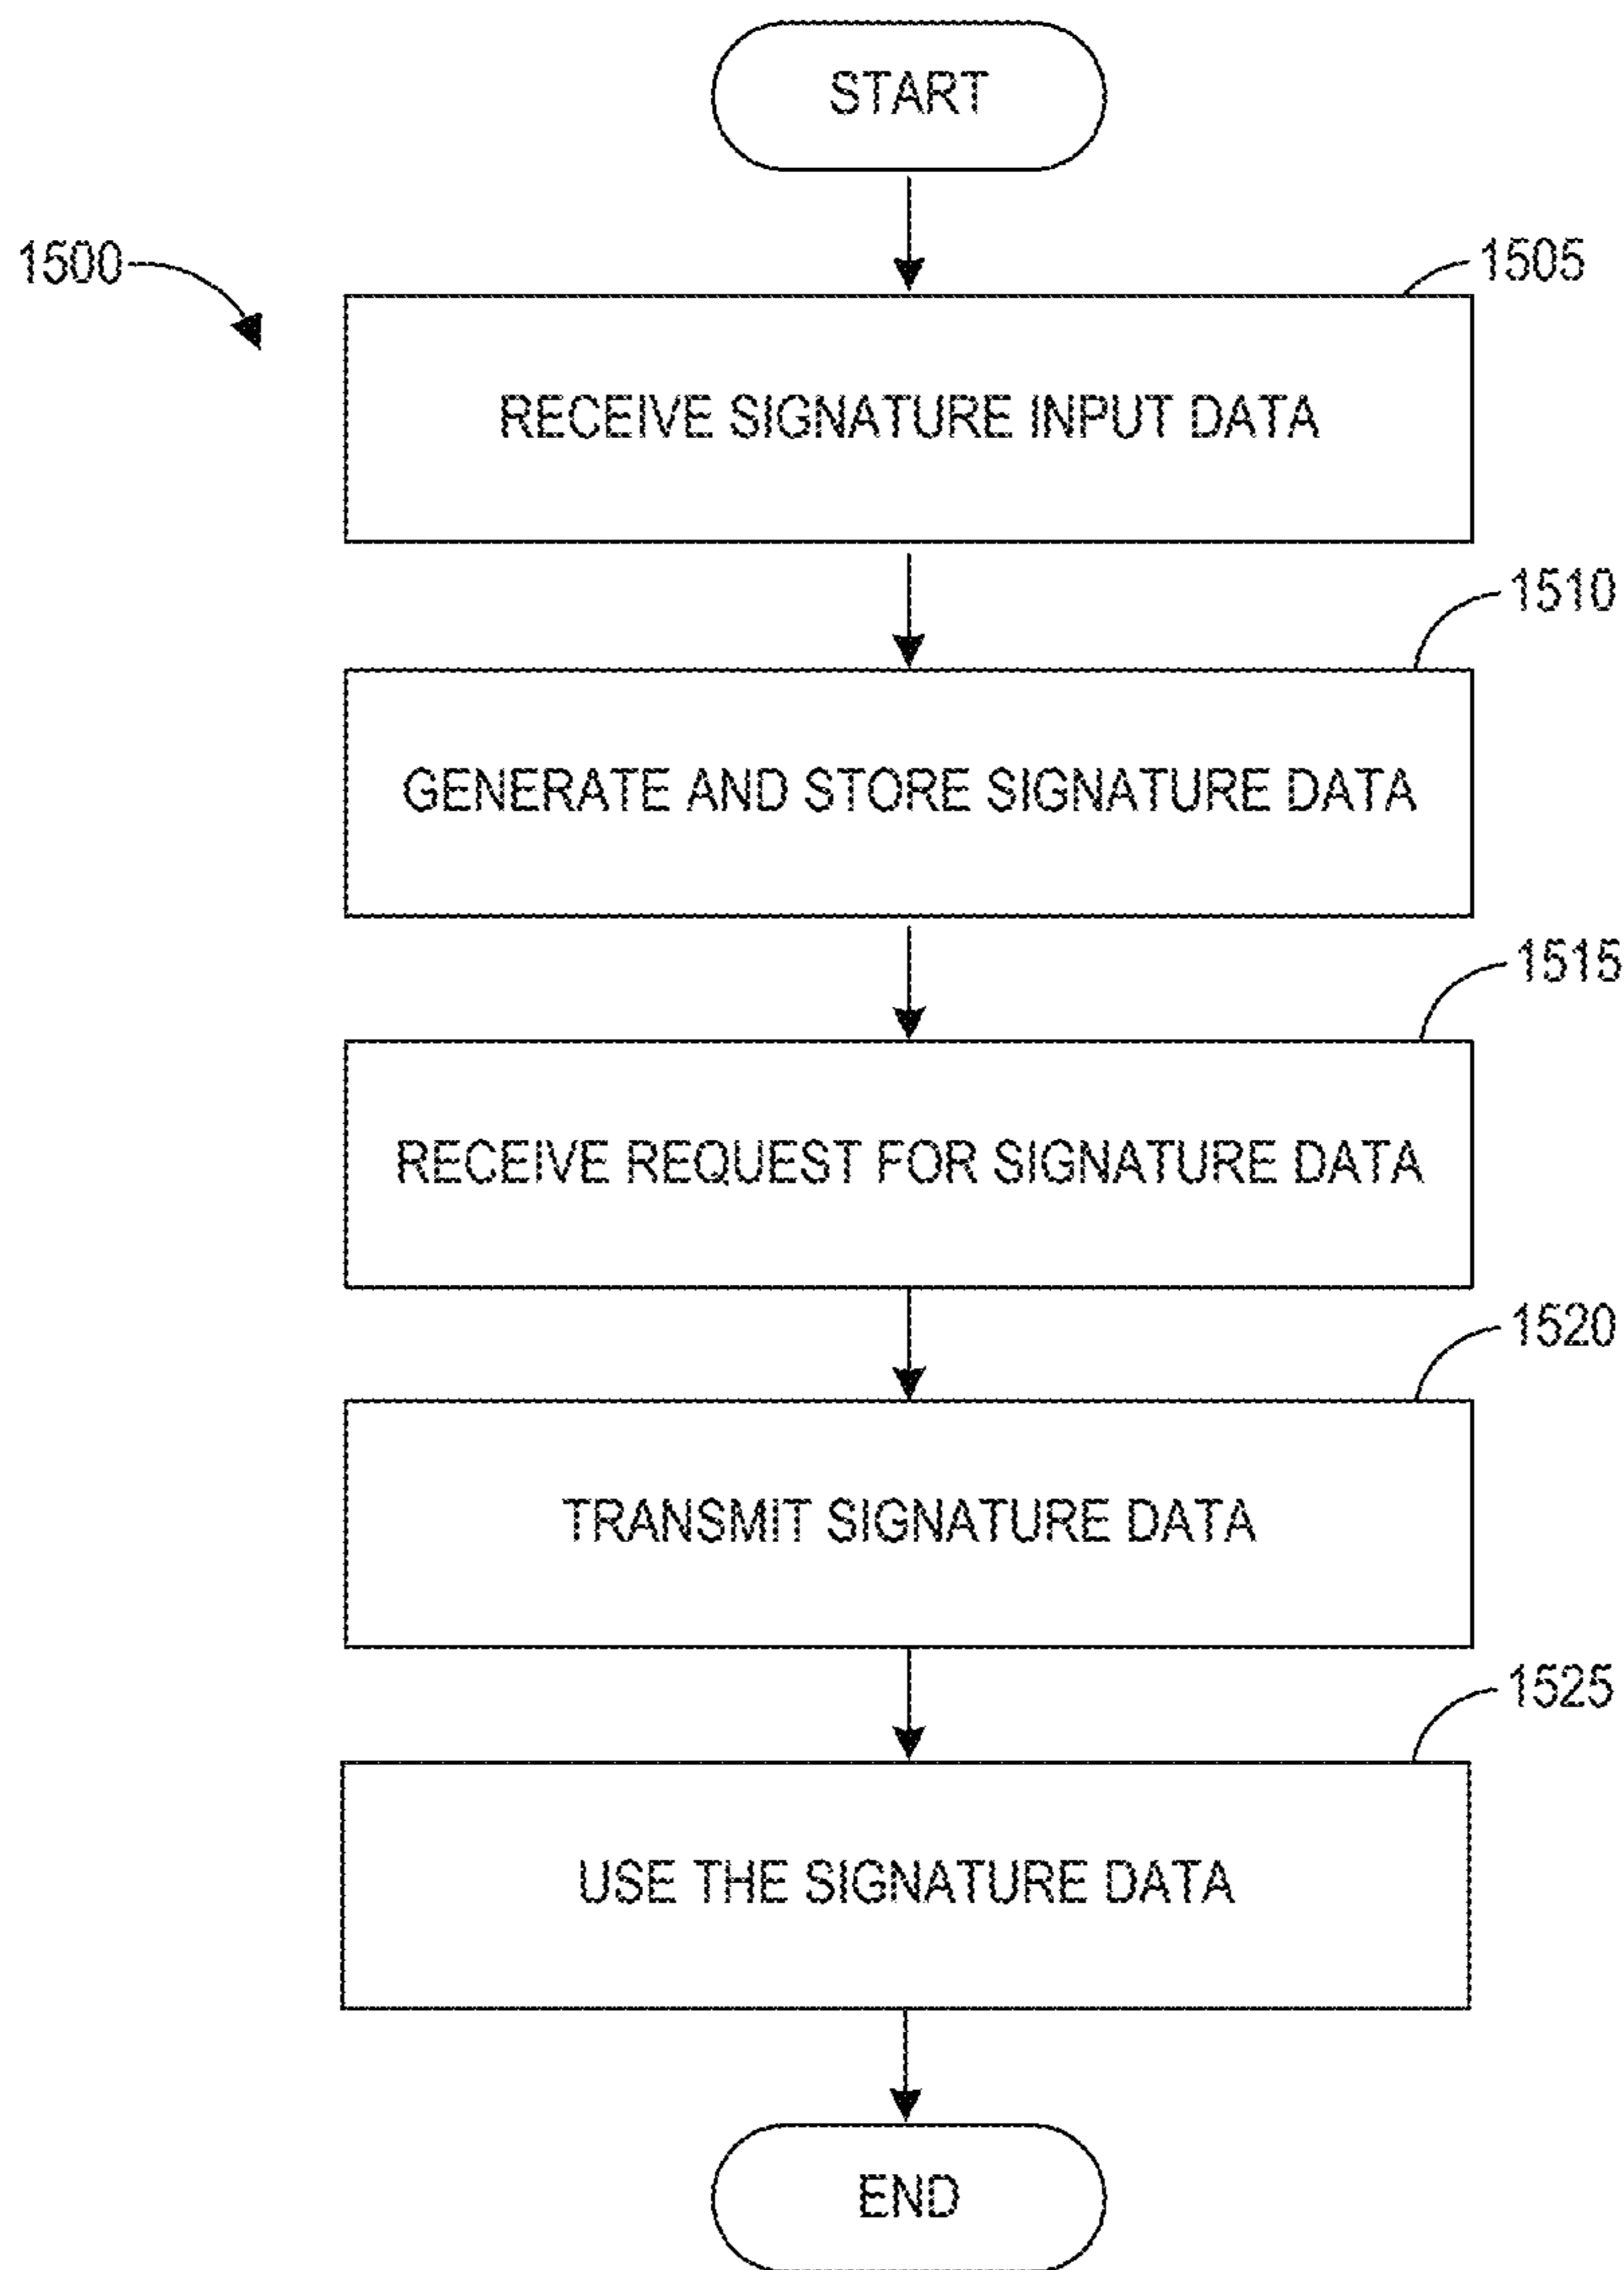 START
1500
1505
RECEIVE SIGNATURE INPUT DATA
1510
GENERATE AND STORE SIGNATURE DATA
1515
RECEIVE REQUEST FOR SIGNATURE DATA
1520
TRANSMIT SIGNATURE DATA
1525
USE THE SIGNATURE DATA
END